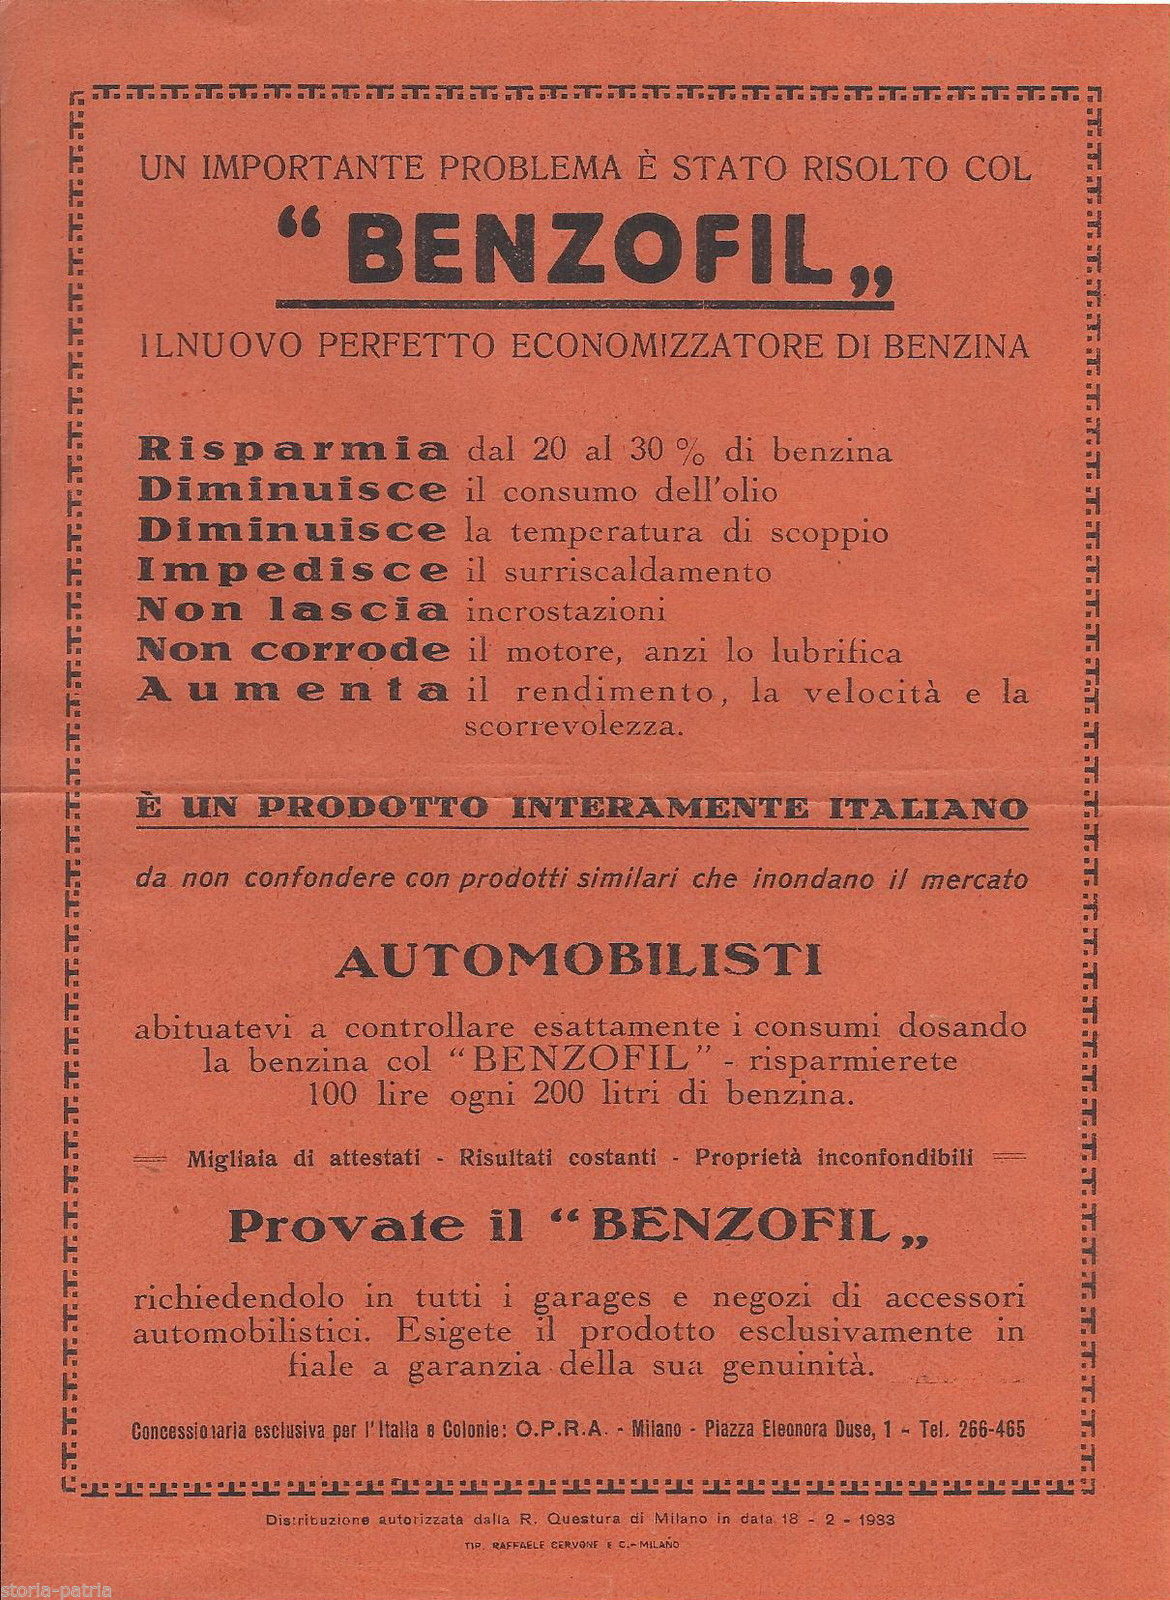 UN IMPORTANTE PROBLEMA È STATO RISOLTO COL
“BENZOFIL„
IL NUOVO PERFETTO ECONOMIZZATORE DI BENZINA
Risparmia dal 20 al 30 % di benzina
Diminuisce il consumo dell'olio
Diminuisce la temperatura di scoppio
Impedisce il surriscaldamento
Non lascia incrostazioni
Non corrode il motore, anzi lo lubrifica
Aumenta il rendimento, la velocità e la
scorrevolezza.
È UN PRODOTTO INTERAMENTE ITALIANO
da non confondere con prodotti similari che inondano il mercato
AUTOMOBILISTI
abituatevi a controllare esattamente i consumi dosando
la benzina col “BENZOFIL” - risparmierete
100 lire ogni 200 litri di benzina.
Migliaia di attestati - Risultati costanti - Proprietà inconfondibili
Provate il “BENZOFIL„
richiedendolo in tutti i garages e negozi di accessori
automobilistici. Esigete il prodotto esclusivamente in
fiale a garanzia della sua genuinità.
Concessionaria esclusiva per l'Italia e Colonie: O.P.R.A. - Milano - Piazza Eleonora Duse, 1 - Tel. 266-465
Distribuzione autorizzata dalla R. Questura di Milano in data 18 - 2 - 1933
TIP. RAFFAELE CERVONE E C. - MILANO
storia-patria